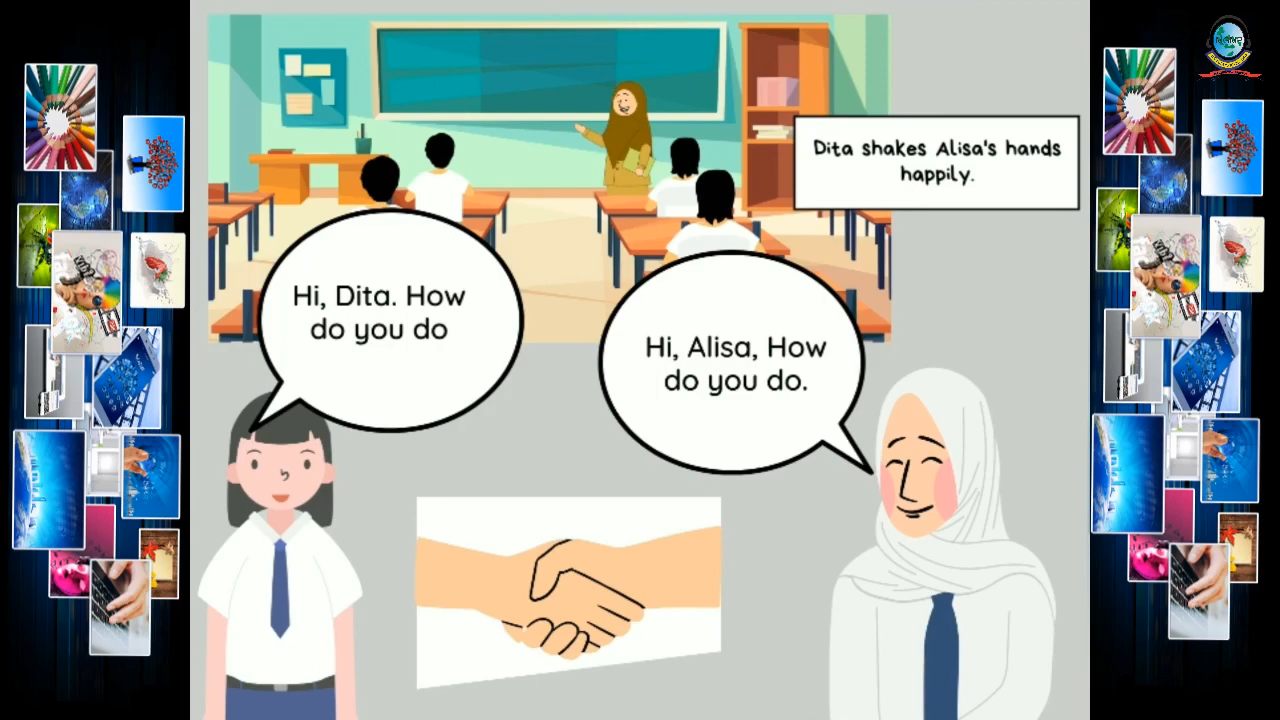 Dita shakes Alisa's hands
happily.
Hi, Dita. How
do you do
Hi, Alisa, How
do you do.